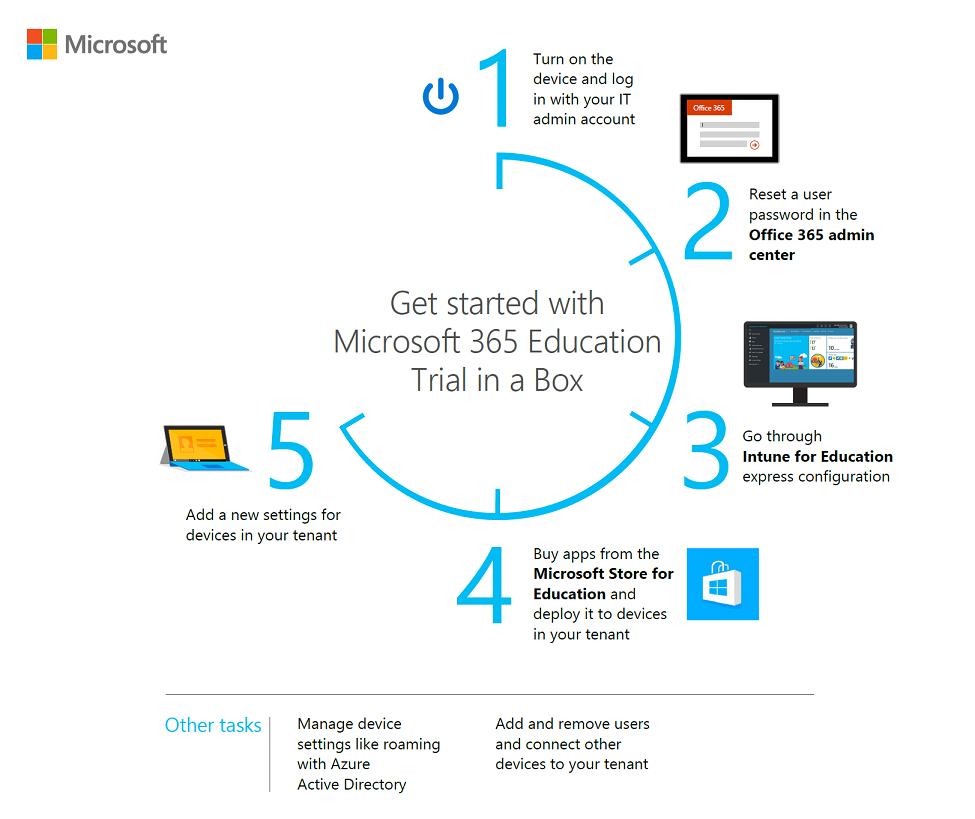 Microsoft
1
Turn on the
device and log
in with your IT
admin account
Office 365
2
Reset a user
password in the
Office 365 admin
center
Get started with
Microsoft 365 Education
Trial in a Box
3
Go through
Intune for Education
express configuration
5
Add a new settings for
devices in your tenant
4
Buy apps from the
Microsoft Store for
Education and
deploy it to devices
in your tenant
Other tasks
Manage device
settings like roaming
with Azure
Active Directory
Add and remove users
and connect other
devices to your tenant